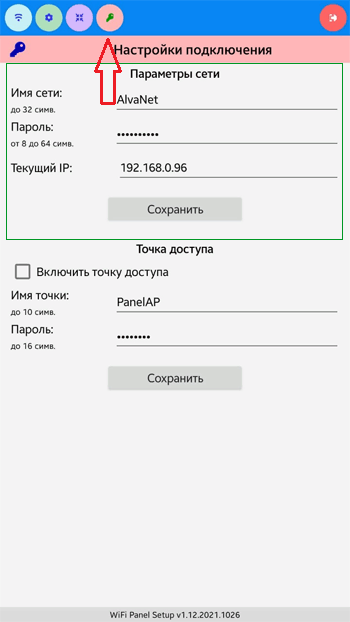 Настройки подключения
Параметры сети
Имя сети:
AlvaNet
до 32 симв.
Пароль:
••••••••••
от 8 до 64 симв.
Текущий IP:
192.168.0.96
Сохранить
Точка доступа
Включить точку доступа
Имя точки:
PanelAP
до 10 симв.
Пароль:
••••••••
до 16 симв.
Сохранить
WiFi Panel Setup v1.12.2021.1026